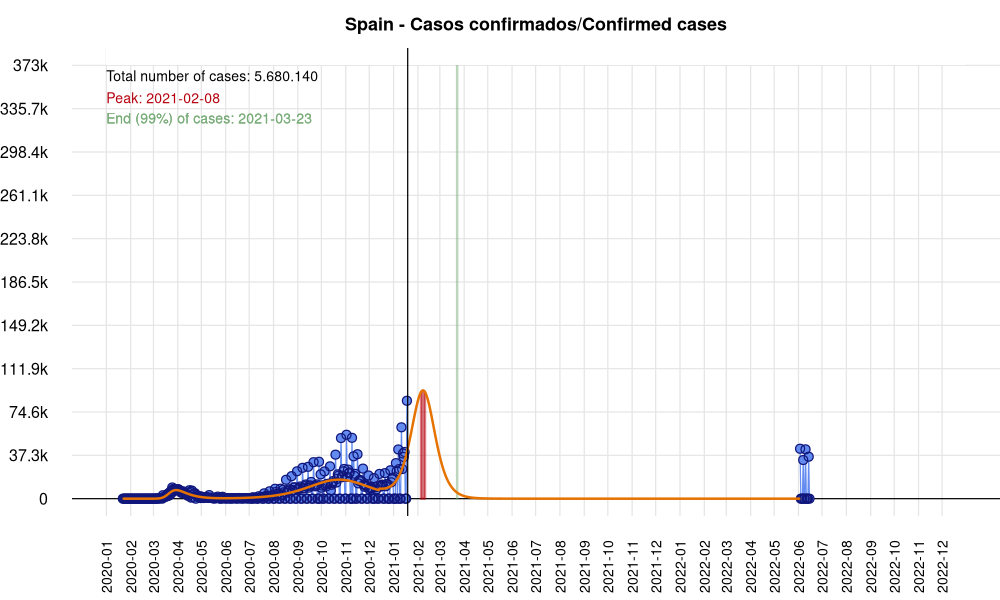 Spain - Casos confirmados/Confirmed cases
Total number of cases: 5.680.140
Peak: 2021-02-08
End (99%) of cases: 2021-03-23
373k
335.7k
298.4k
261.1k
223.8k
186.5k
149.2k
111.9k
74.6k
37.3k
0
2020-01
2020-02
2020-03
2020-04
2020-05
2020-06
2020-07
2020-08
2020-09
2020-10
2020-11
2020-12
2021-01
2021-02
2021-03
2021-04
2021-05
2021-06
2021-07
2021-08
2021-09
2021-10
2021-11
2021-12
2022-01
2022-02
2022-03
2022-04
2022-05
2022-06
2022-07
2022-08
2022-09
2022-10
2022-11
2022-12